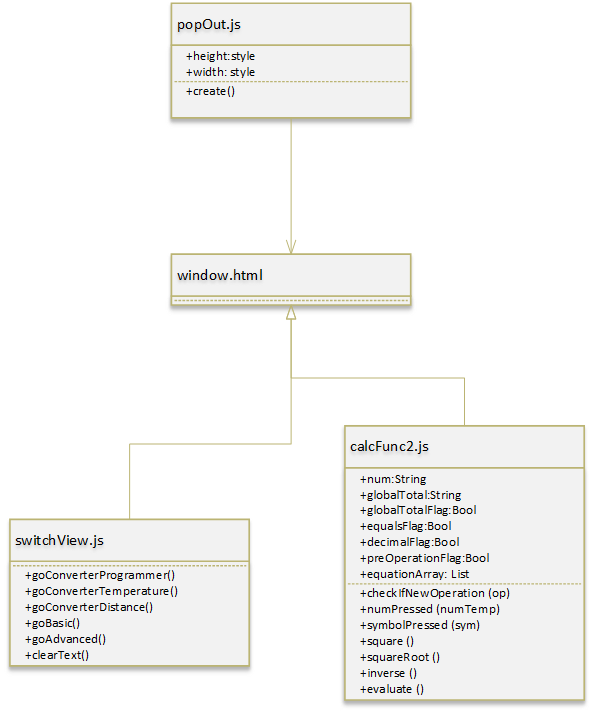 popOut.js
+height:style
+width: style
+create()
window.html
calcFunc2.js
+num:String
+globalTotal:String
+globalTotalFlag:Bool
+equalsFlag:Bool
+decimalFlag:Bool
+preOperationFlag:Bool
+equationArray: List
+checkIfNewOperation (op)
+numPressed (numTemp)
+symbolPressed (sym)
+square ()
+squareRoot ()
+inverse ()
+evaluate ()
switchView.js
+goConverterProgrammer()
+goConverterTemperature()
+goConverterDistance()
+goBasic()
+goAdvanced()
+clearText()